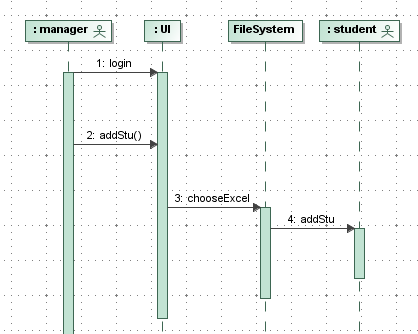 : manager
: UI
FileSystem
: student
1: login
2: addStu()
3: chooseExcel
4: addStu